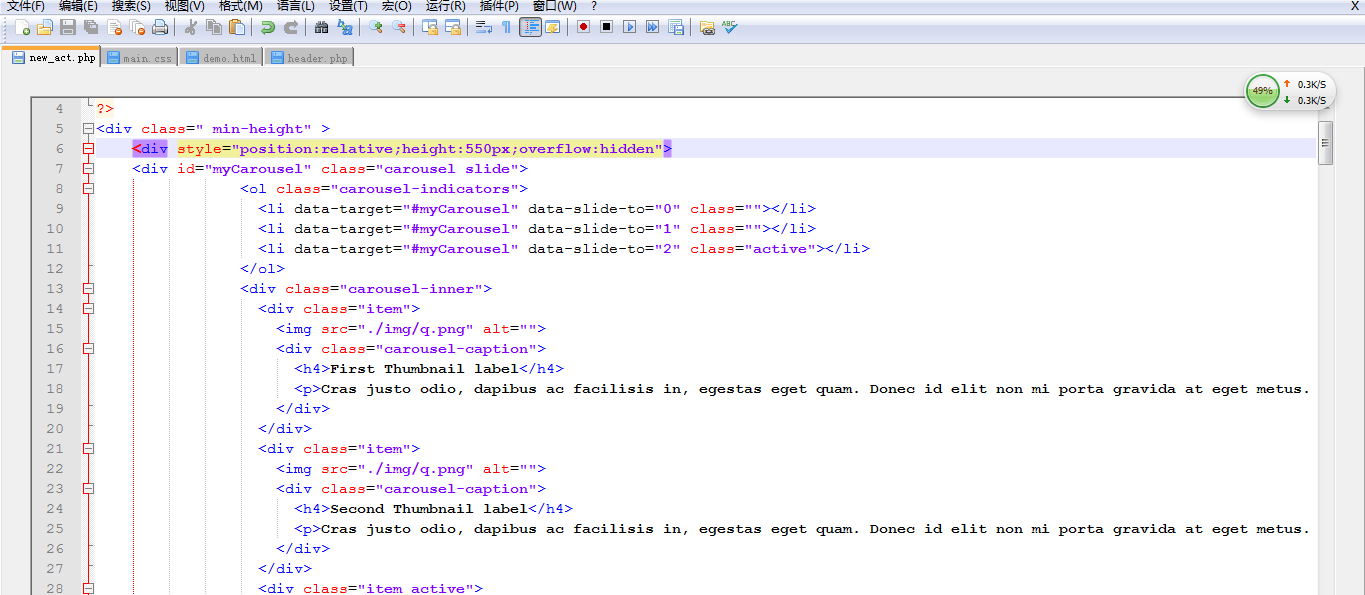 文件(F) 编辑(E) 搜索(S) 视图(V) 格式(M) 语言(L) 设置(T) 宏(O) 运行(R) 插件(P) 窗口(W) ? X
new_act.php main.css demo.html header.php
49% 0.3K/S
0.3K/S
4 ?>
5 <div class=" min-height" >
6 <div style="position:relative;height:550px;overflow:hidden">
7 <div id="myCarousel" class="carousel slide">
8 <ol class="carousel-indicators">
9 <li data-target="#myCarousel" data-slide-to="0" class=""></li>
10 <li data-target="#myCarousel" data-slide-to="1" class=""></li>
11 <li data-target="#myCarousel" data-slide-to="2" class="active"></li>
12 </ol>
13 <div class="carousel-inner">
14 <div class="item">
15 <img src="./img/q.png" alt="">
16 <div class="carousel-caption">
17 <h4>First Thumbnail label</h4>
18 <p>Cras justo odio, dapibus ac facilisis in, egestas eget quam. Donec id elit non mi porta gravida at eget metus.
19 </div>
20 </div>
21 <div class="item">
22 <img src="./img/q.png" alt="">
23 <div class="carousel-caption">
24 <h4>Second Thumbnail label</h4>
25 <p>Cras justo odio, dapibus ac facilisis in, egestas eget quam. Donec id elit non mi porta gravida at eget metus.
26 </div>
27 </div>
28 <div class="item active">